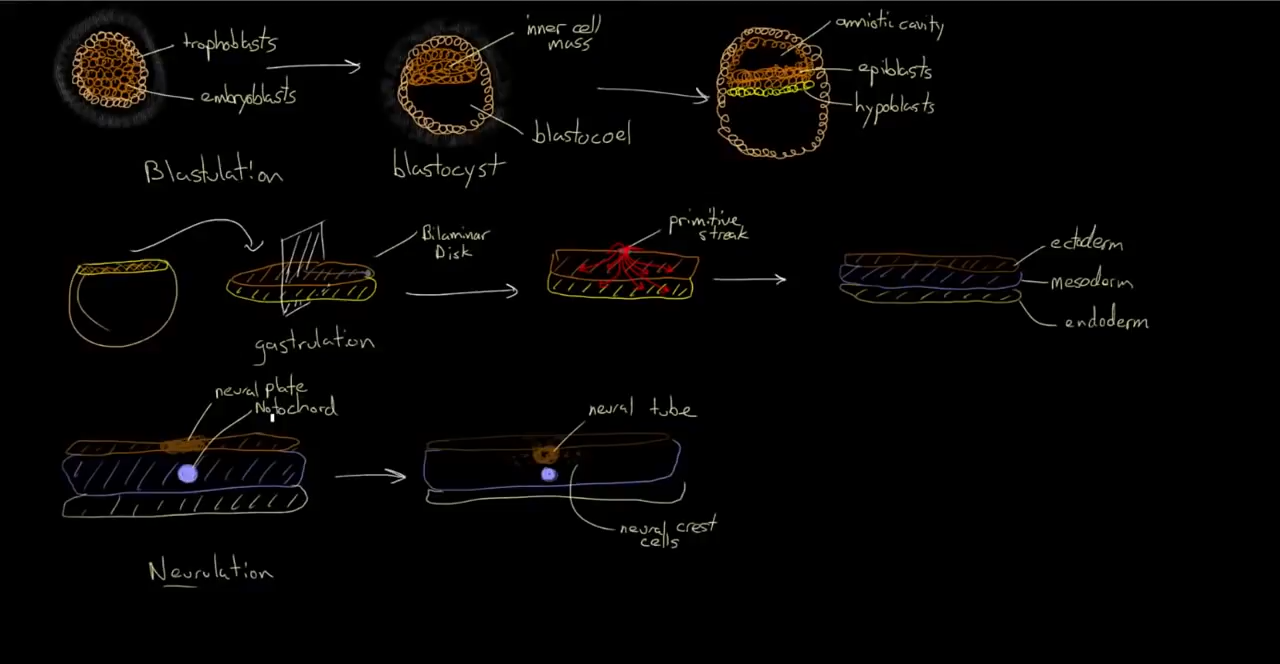 trophoblasts
embryoblasts
Blastulation
inner cell
mass
blastocoel
blastocyst
amniotic cavity
epiblasts
hypoblasts
Bilaminar
Disk
gastrulation
primitive
streak
ectoderm
mesoderm
endoderm
neural plate
Notochord
Neurulation
neural tube
neural crest
cells